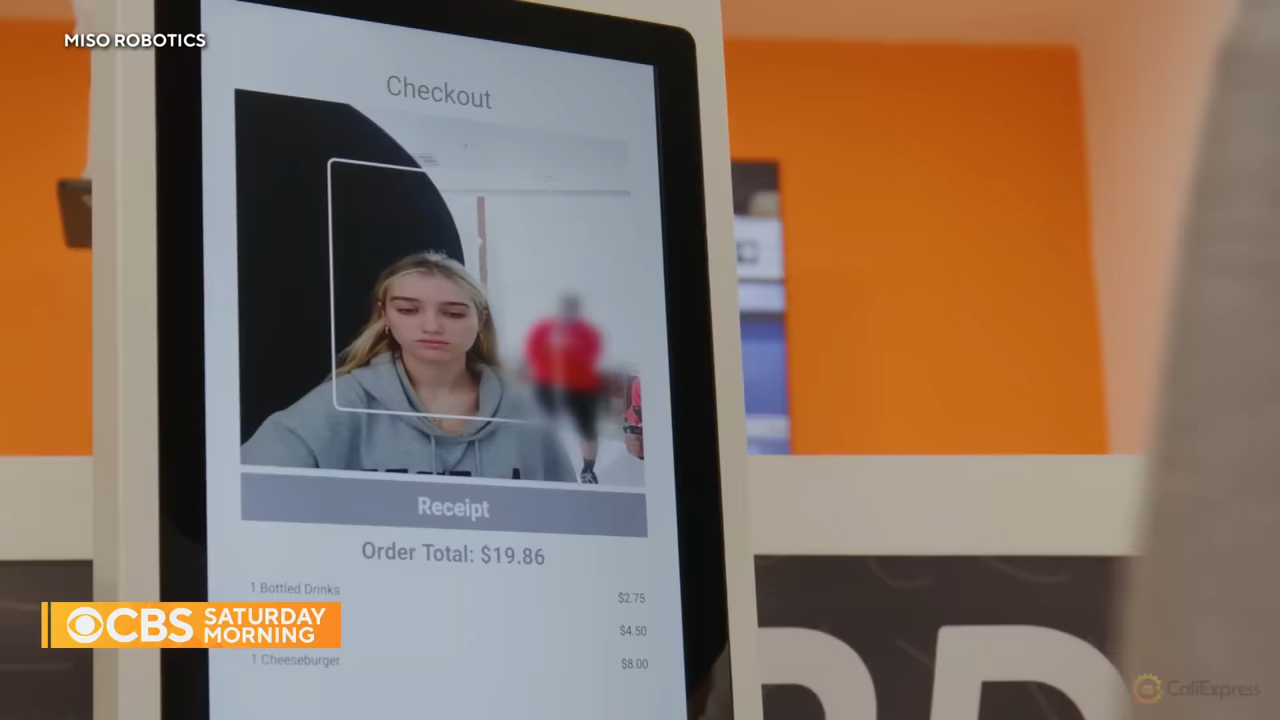 MISO ROBOTICS
Checkout
Receipt
Order Total: $19.86
1 Bottled Drinks $2.75
$4.50
1 Cheeseburger $8.00
CBS SATURDAY MORNING
CaliExpress